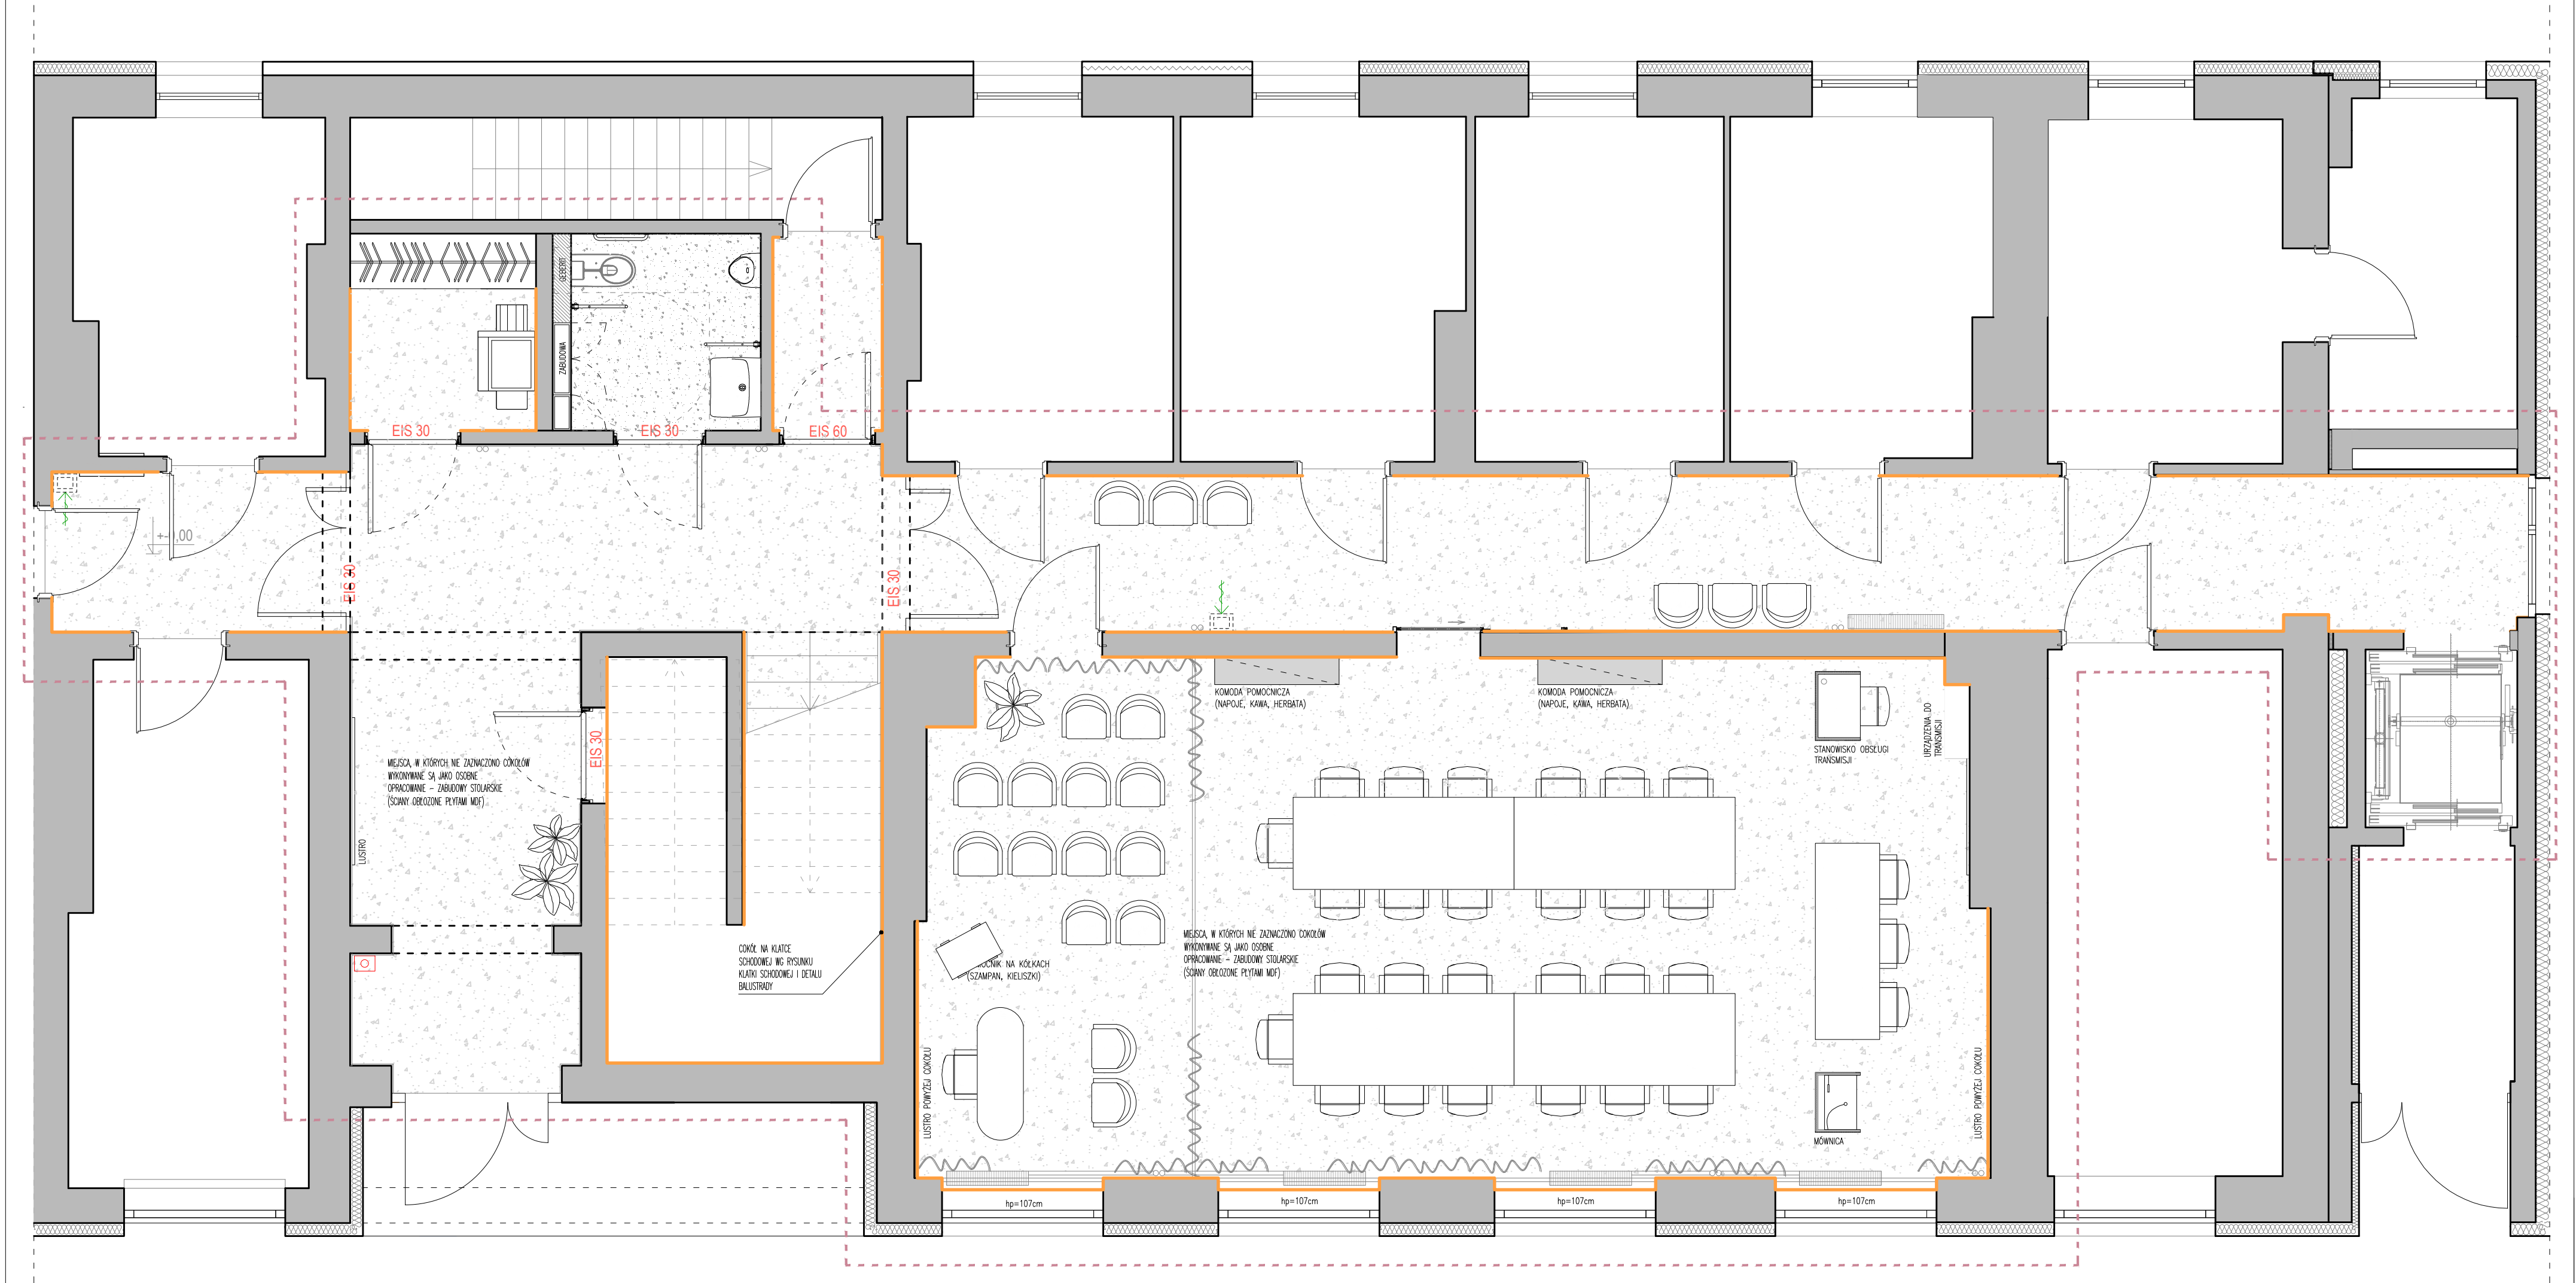 GEBERIT
ZABUDOWA
EIS 30
EIS 30
EIS 60
EIS 30
EIS 30
KOMODA POMOCNICZA
(NAPOJE, KAWA, HERBATA)
KOMODA POMOCNICZA
(NAPOJE, KAWA, HERBATA)
URZĄDZENIA DO
TRANSMISJI
STANOWISKO OBSŁUGI
TRANSMISJI
EIS 30
MIEJSCA, W KTÓRYCH NIE ZAZNACZONO COKOŁÓW
WYKONYWANE SĄ JAKO OSOBNE
OPRACOWANIE - ZABUDOWY STOLARSKIE
(ŚCIANY OBŁOŻONE PŁYTAMI MDF)
LUSTRO
COKÓŁ NA KLATCE
SCHODOWEJ WG RYSUNKU
KLATKI SCHODOWEJ I DETALU
BALUSTRADY
NA KÓŁKACH
(SZAMPAN, KIELISZKI)
MIEJSCA, W KTÓRYCH NIE ZAZNACZONO COKOŁÓW
WYKONYWANE SĄ JAKO OSOBNE
OPRACOWANIE - ZABUDOWY STOLARSKIE
(ŚCIANY OBŁOŻONE PŁYTAMI MDF)
LUSTRO POWYŻEJ COKOŁU
LUSTRO POWYŻEJ COKOŁU
MÓWNICA
hp=107cm
hp=107cm
hp=107cm
hp=107cm